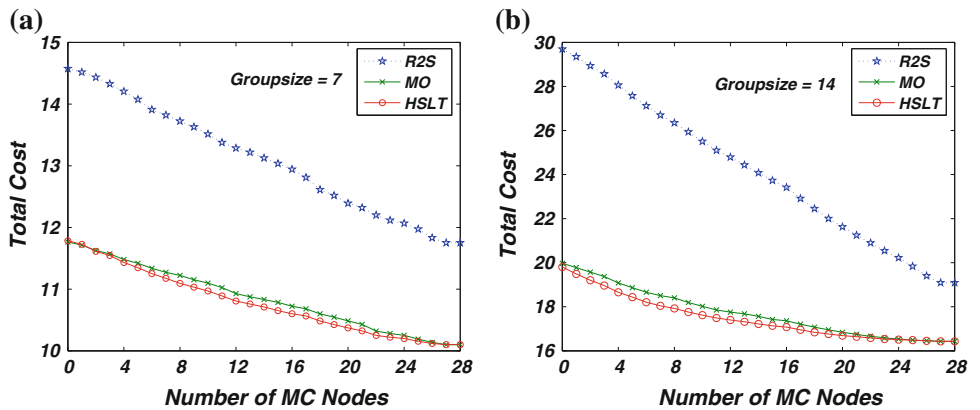 (a)
15
14
13
12
11
10
Total Cost
0 4 8 12 16 20 24 28
Number of MC Nodes
Groupsize = 7
R2S
MO
HSLT
(b)
30
28
26
24
22
20
18
16
Total Cost
0 4 8 12 16 20 24 28
Number of MC Nodes
Groupsize = 14
R2S
MO
HSLT